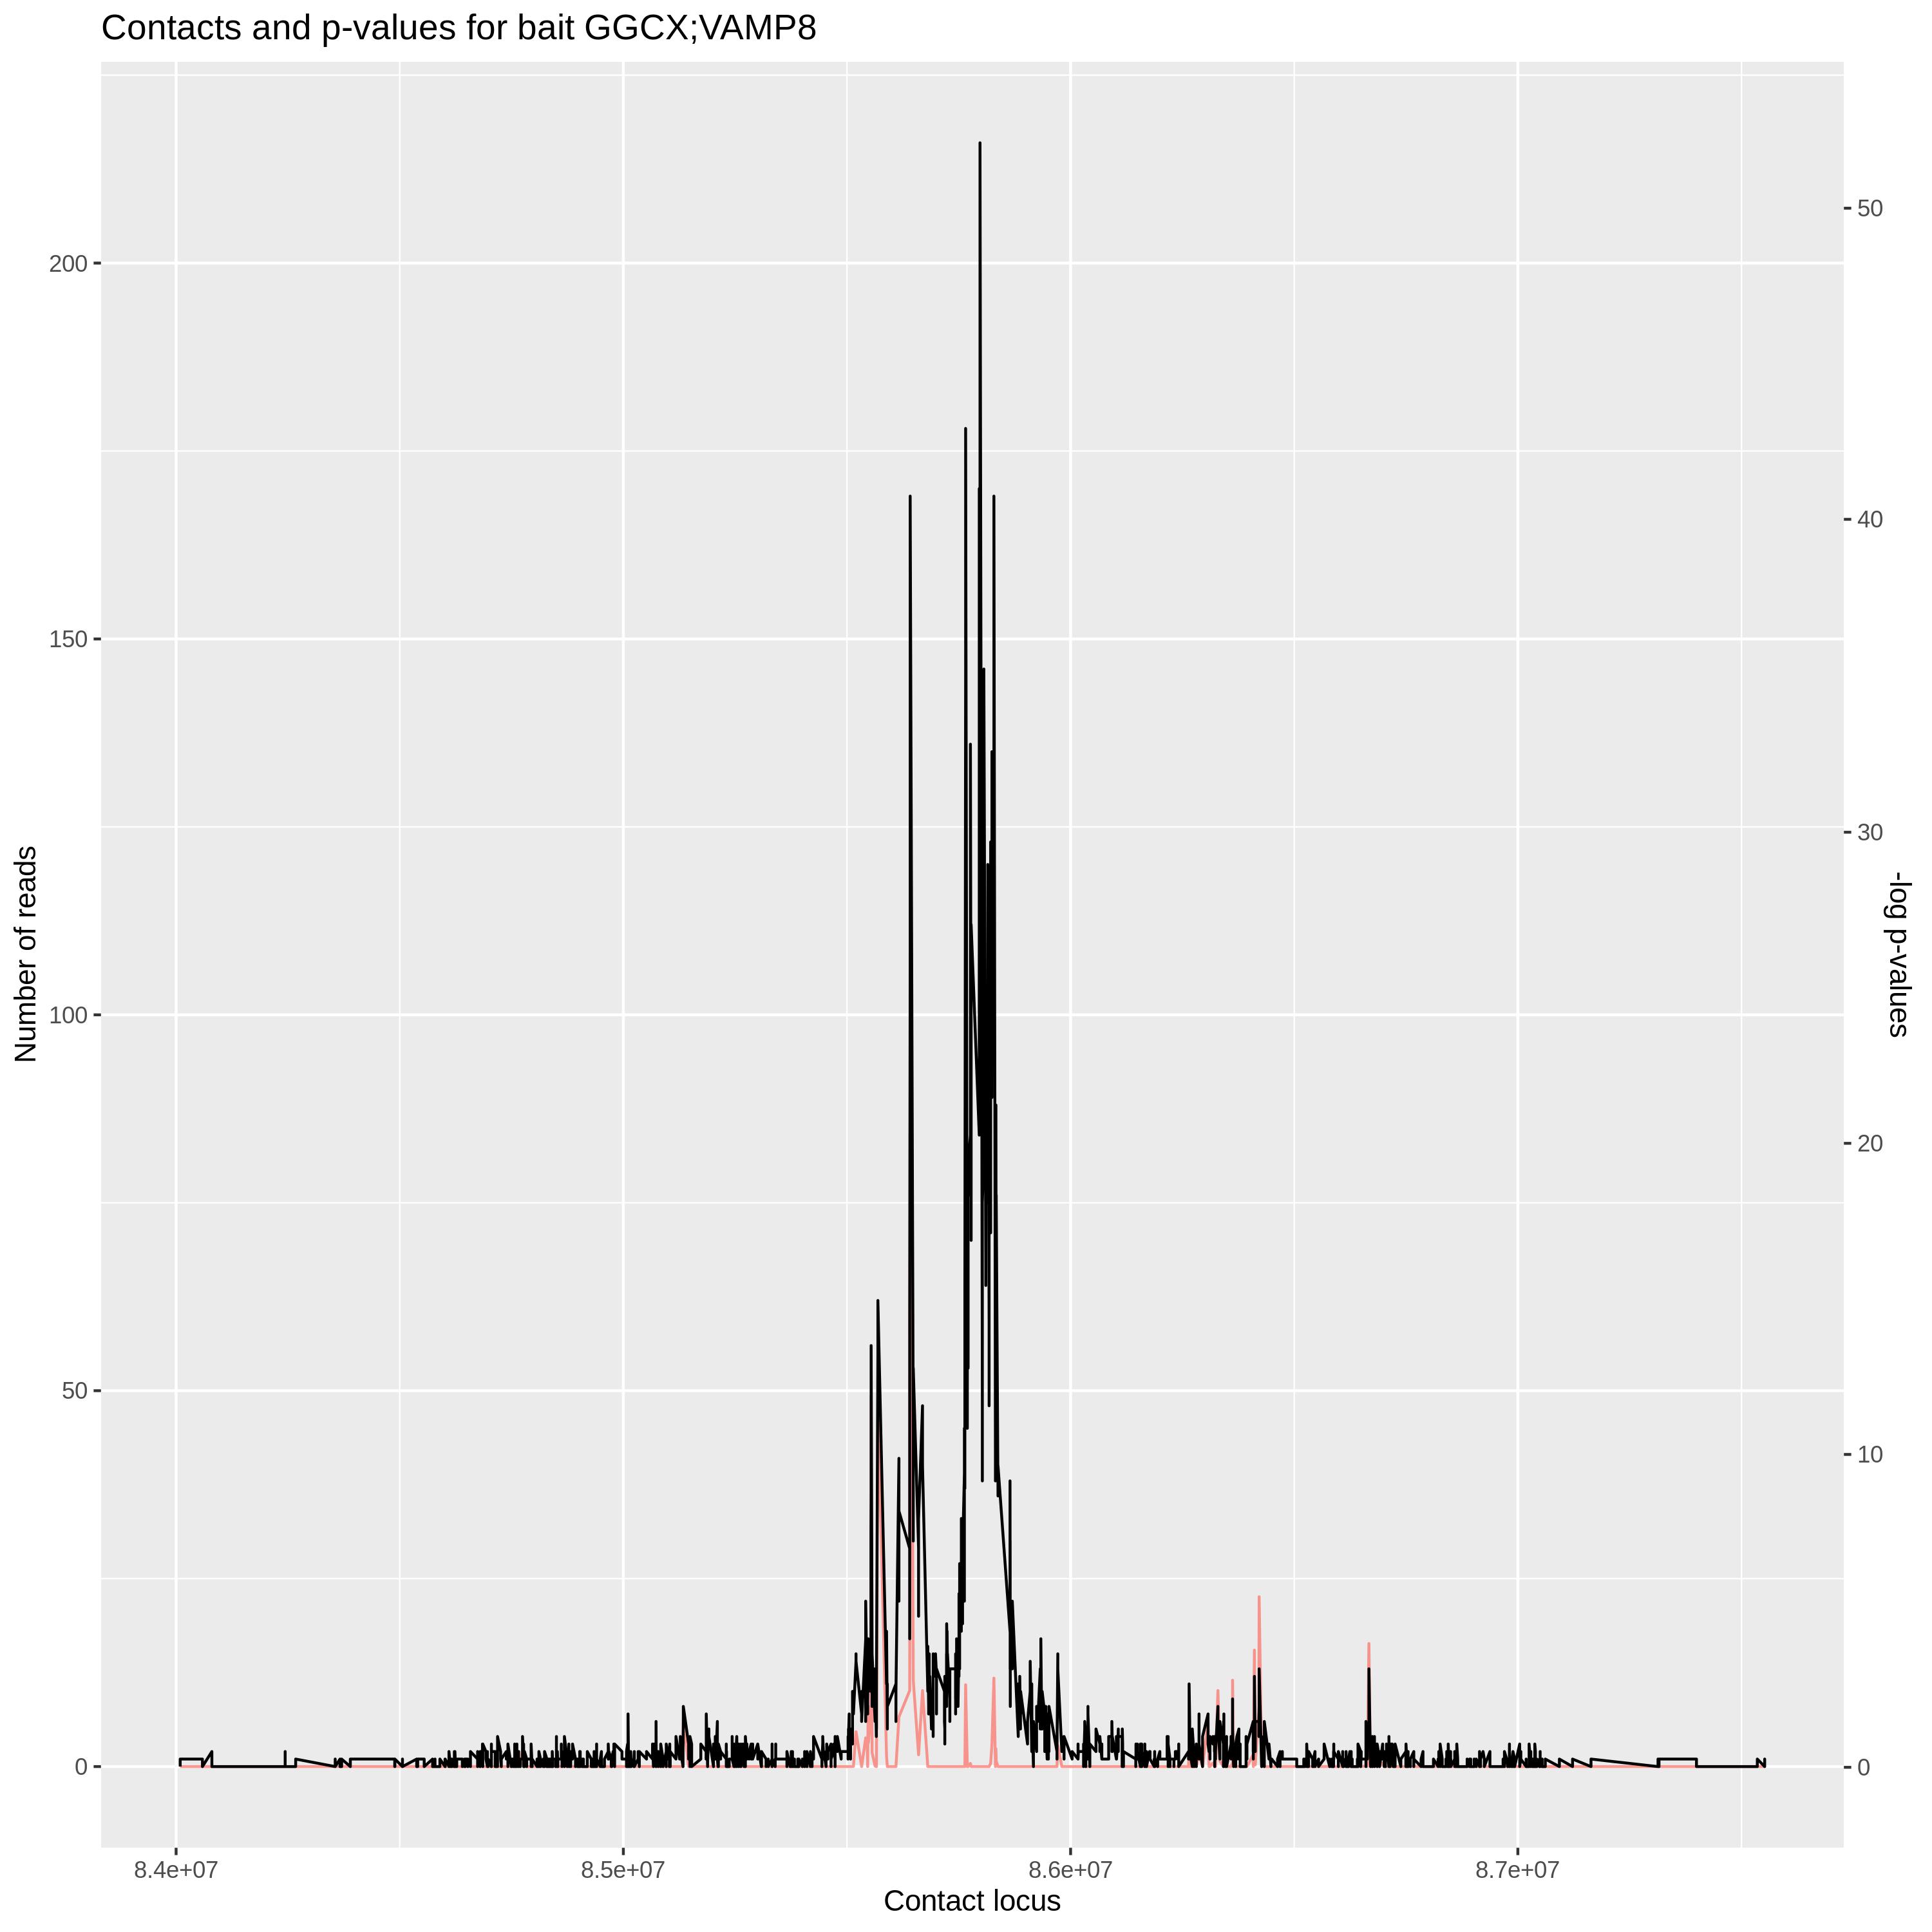 Contacts and p-values for bait GGCX;VAMP8
Number of reads
200
150
100
50
0
50
40
30
20
10
0
-log p-values
8.4e+07 8.5e+07 8.6e+07 8.7e+07
Contact locus